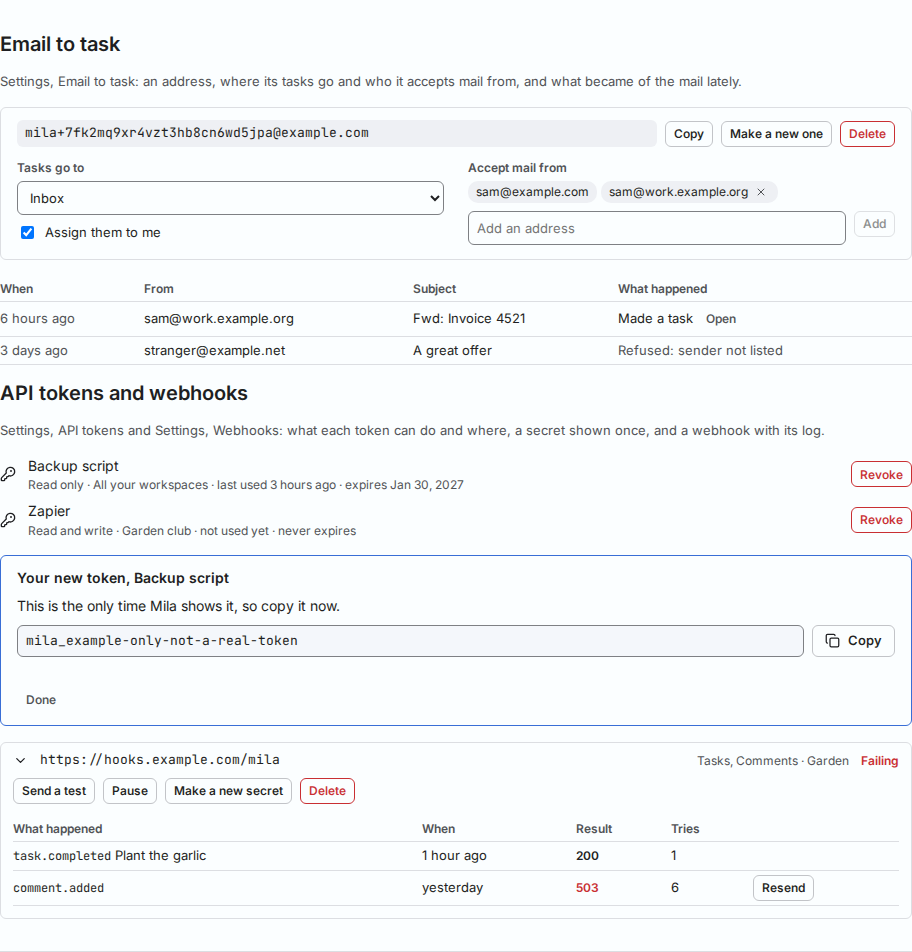 Email to task
Settings, Email to task: an address, where its tasks go and who it accepts mail from, and what became of the mail lately.
mila+7fk2mq9xr4vzt3hb8cn6wd5jpa@example.com
Copy
Make a new one
Delete
Tasks go to
Accept mail from
Inbox
sam@example.com
sam@work.example.org ×
Assign them to me
Add an address
Add
When From Subject What happened
6 hours ago sam@work.example.org Fwd: Invoice 4521 Made a task Open
3 days ago stranger@example.net A great offer Refused: sender not listed
API tokens and webhooks
Settings, API tokens and Settings, Webhooks: what each token can do and where, a secret shown once, and a webhook with its log.
Backup script
Read only · All your workspaces · last used 3 hours ago · expires Jan 30, 2027
Revoke
Zapier
Read and write · Garden club · not used yet · never expires
Revoke
Your new token, Backup script
This is the only time Mila shows it, so copy it now.
mila_example-only-not-a-real-token
Copy
Done
https://hooks.example.com/mila
Tasks, Comments · Garden Failing
Send a test
Pause
Make a new secret
Delete
What happened When Result Tries
task.completed Plant the garlic 1 hour ago 200 1
comment.added yesterday 503 6 Resend